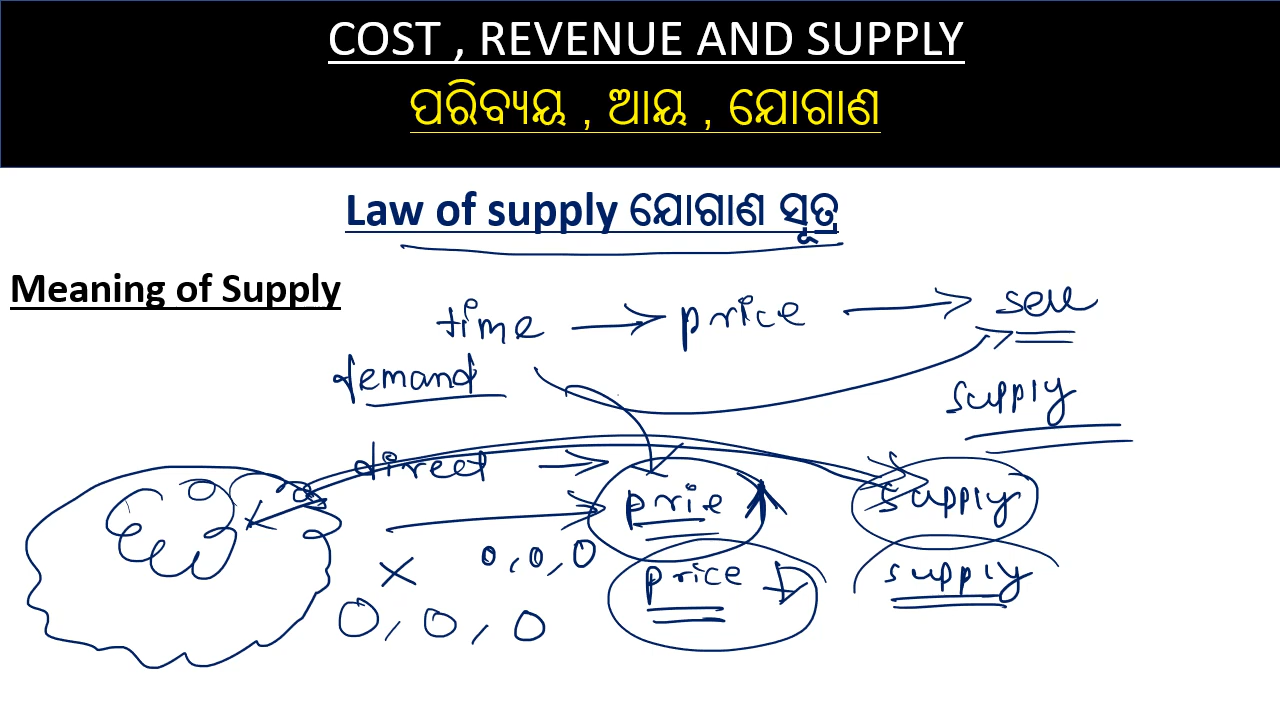 COST , REVENUE AND SUPPLY
ପରିବ୍ୟୟ , ଆୟ , ଯୋଗାଣ
Law of supply ଯୋଗାଣ ସୂତ୍ର
Meaning of Supply
time → price → sell
demand
supply
direct → prie ↑ supply
x 0, 0, 0
price ↓ supply
0, 0, 0